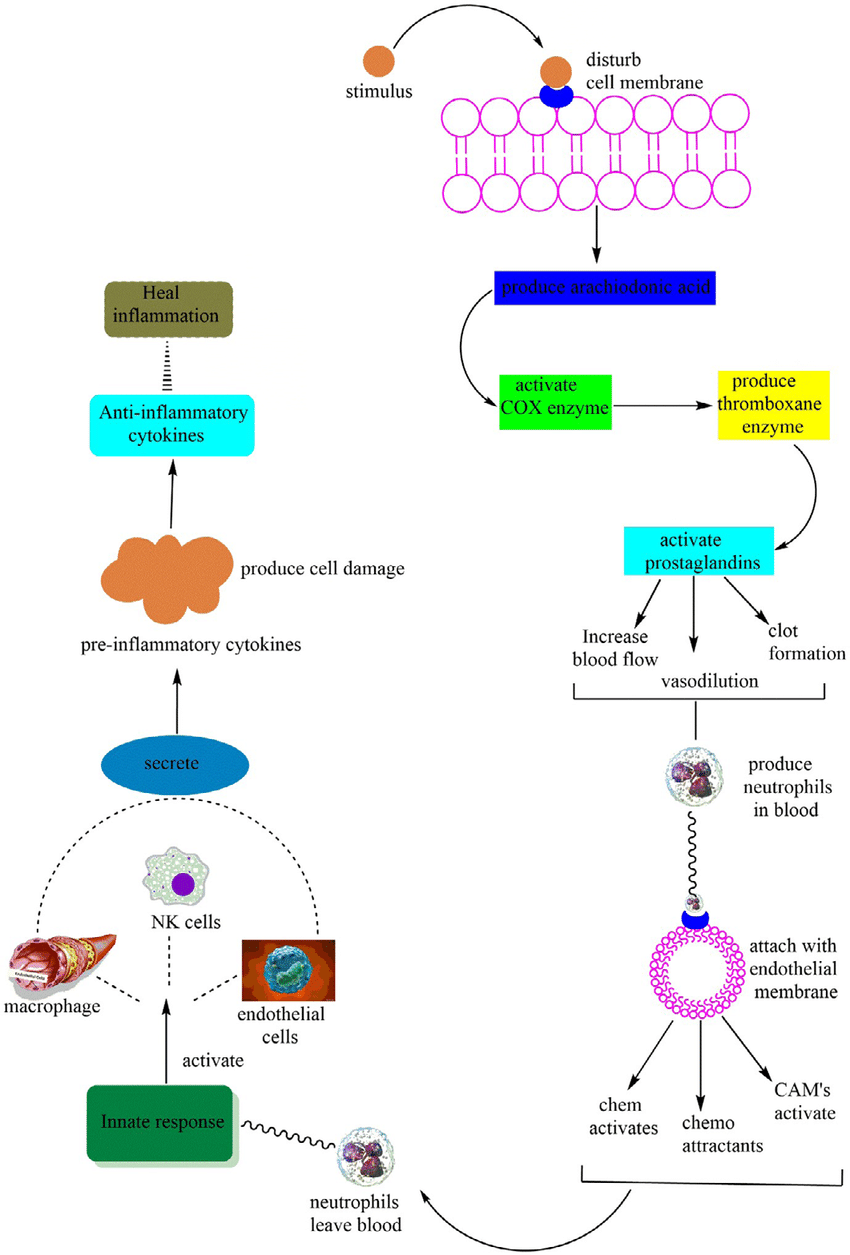 stimulus
disturb
cell membrane
produce arachiodonic acid
activate
COX enzyme
produce
thromboxane
enzyme
activate
prostaglandins
Increase
blood flow
vasodilution
clot
formation
produce
neutrophils
in blood
attach with
endothelial
membrane
chem
activates
chemo
attractants
CAM's
activate
neutrophils
leave blood
Innate response
activate
macrophage
Endothelial Cells
NK cells
endothelial
cells
secrete
pre-inflammatory cytokines
produce cell damage
Anti-inflammatory
cytokines
Heal
inflammation